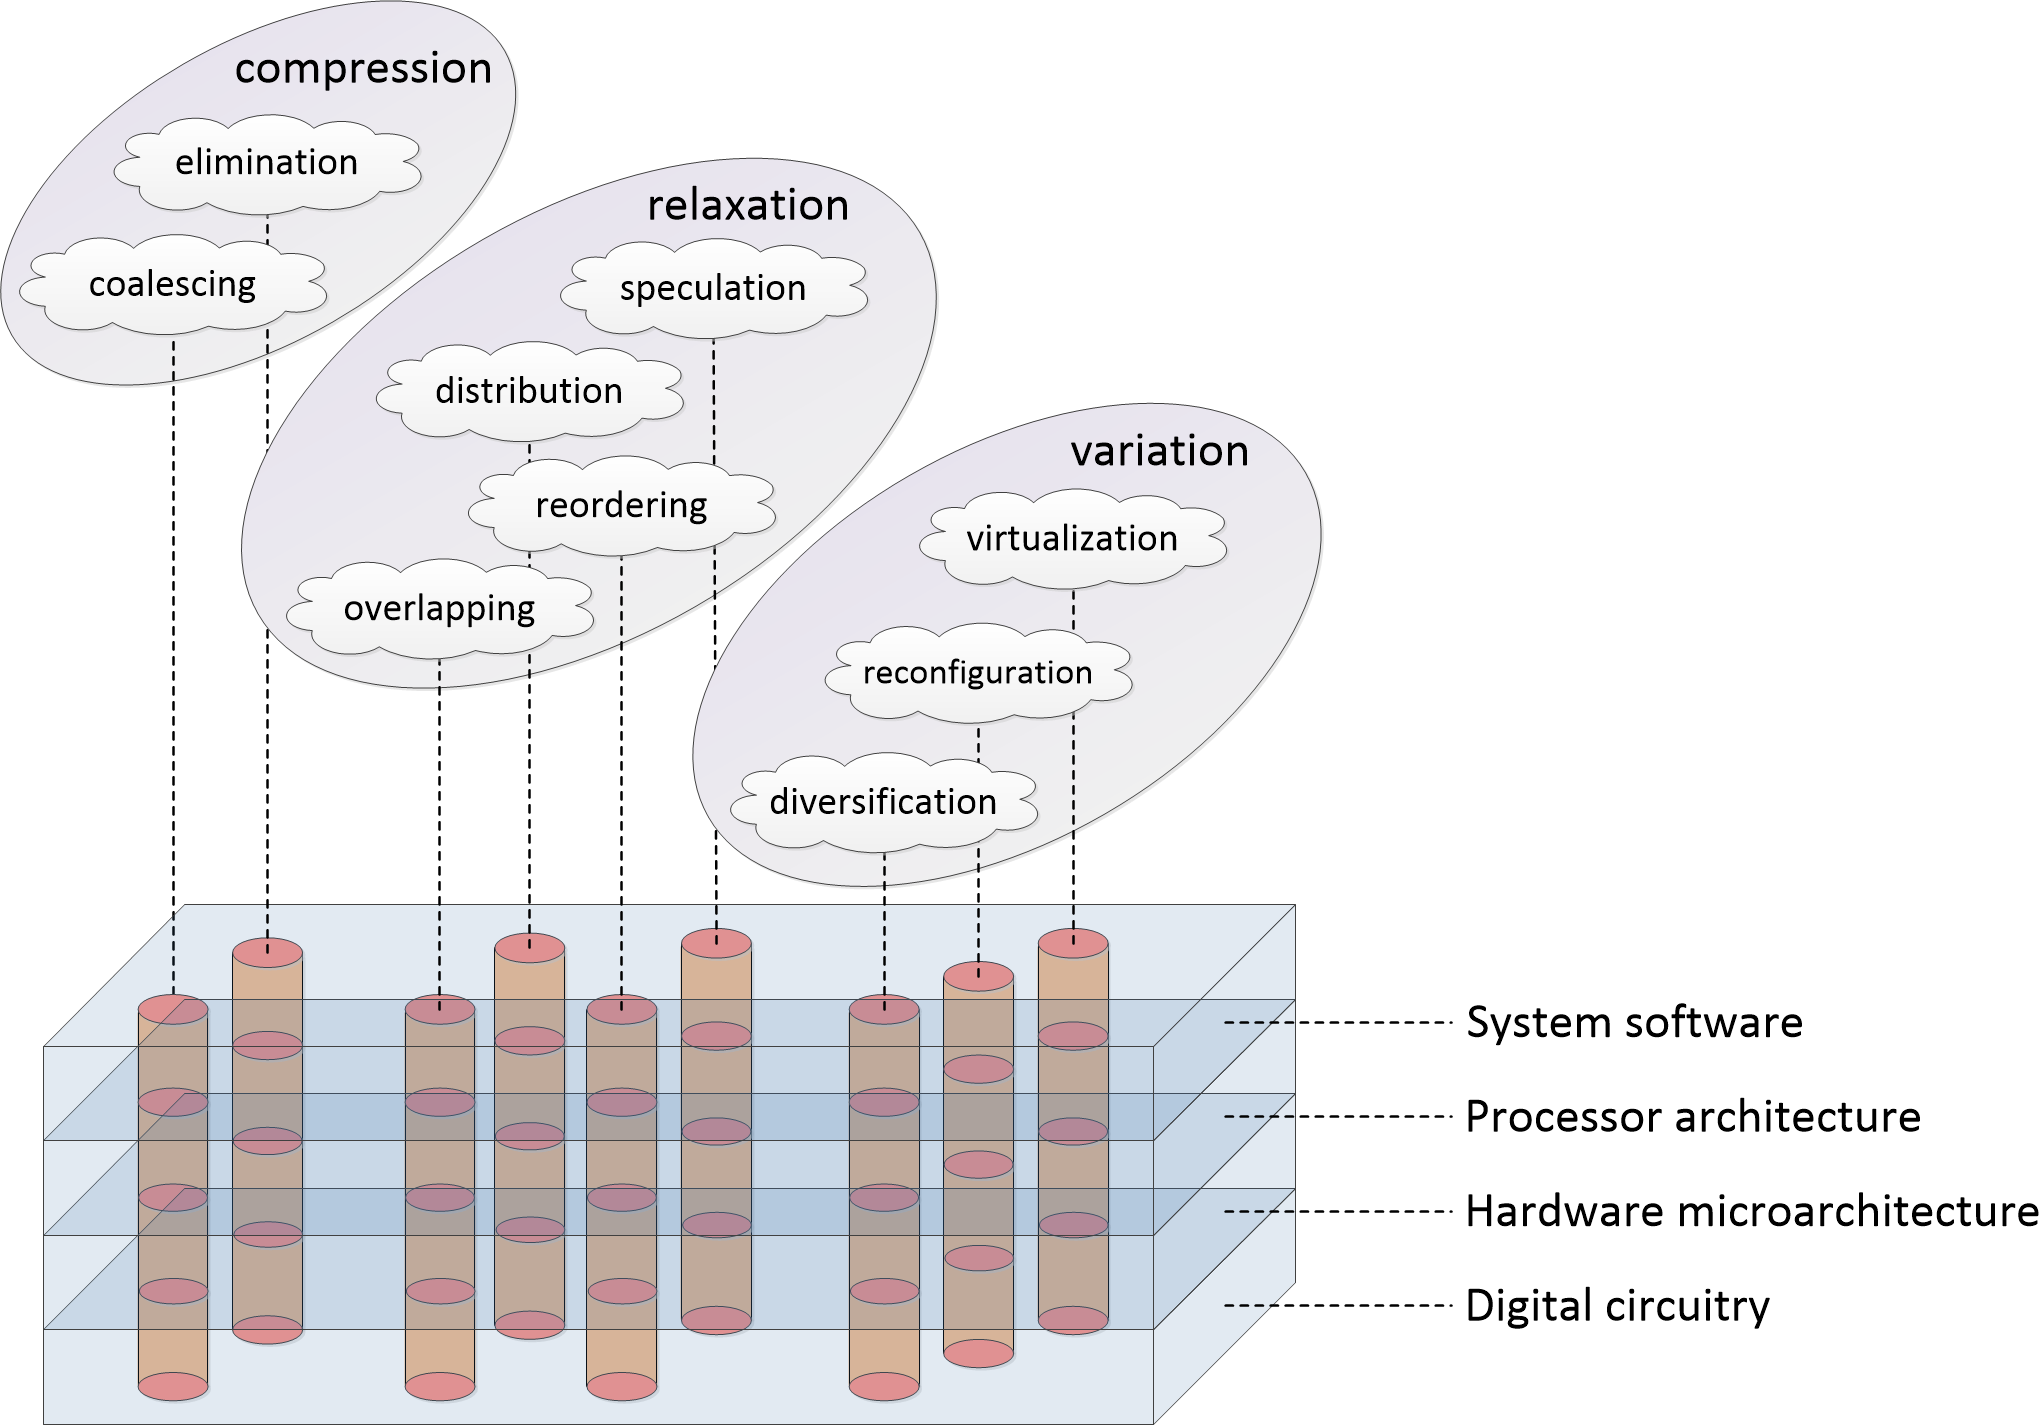 compression
elimination
coalescing
relaxation
speculation
distribution
reordering
overlapping
variation
virtualization
reconfiguration
diversification
System software
Processor architecture
Hardware microarchitecture
Digital circuitry